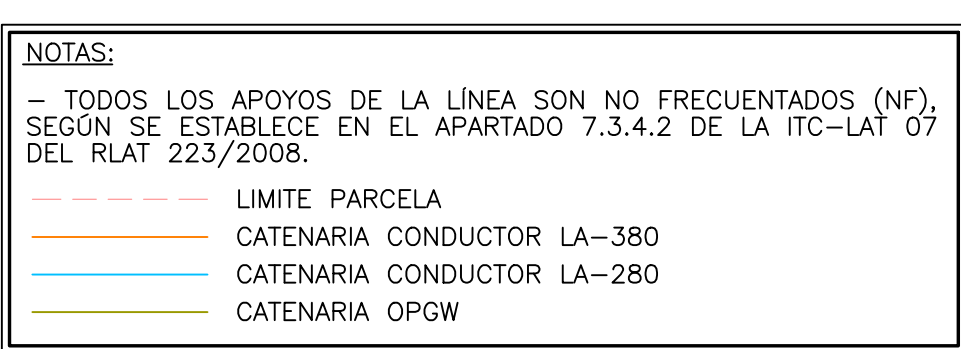 NOTAS:
– TODOS LOS APOYOS DE LA LÍNEA SON NO FRECUENTADOS (NF),
SEGÚN SE ESTABLECE EN EL APARTADO 7.3.4.2 DE LA ITC–LAT 07
DEL RLAT 223/2008.
LIMITE PARCELA
CATENARIA CONDUCTOR LA–380
CATENARIA CONDUCTOR LA–280
CATENARIA OPGW